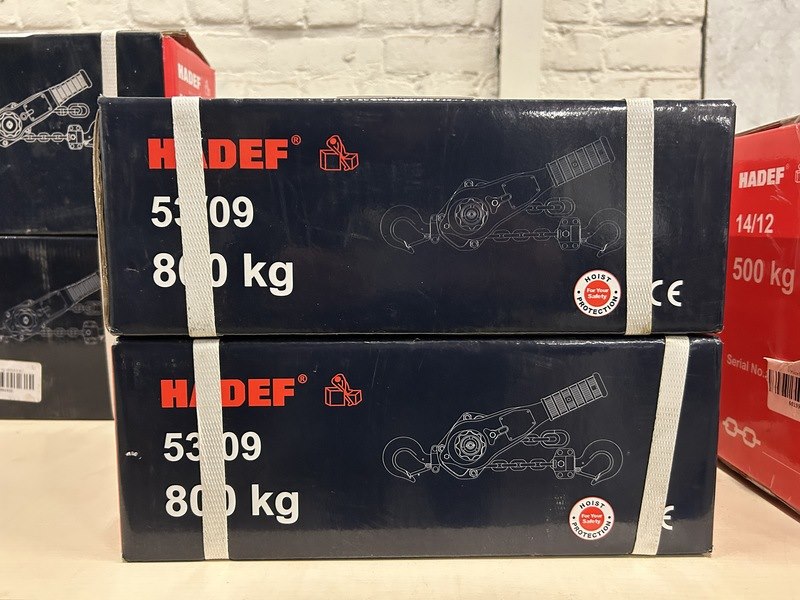 HADEF
HADEF®
53/09
800 kg
HOIST
For Your
Safety
PROTECTION
CE
HADEF®
53/09
800 kg
HOIST
For Your
Safety
PROTECTION
HADEF
14/12
500 kg
Serial No.